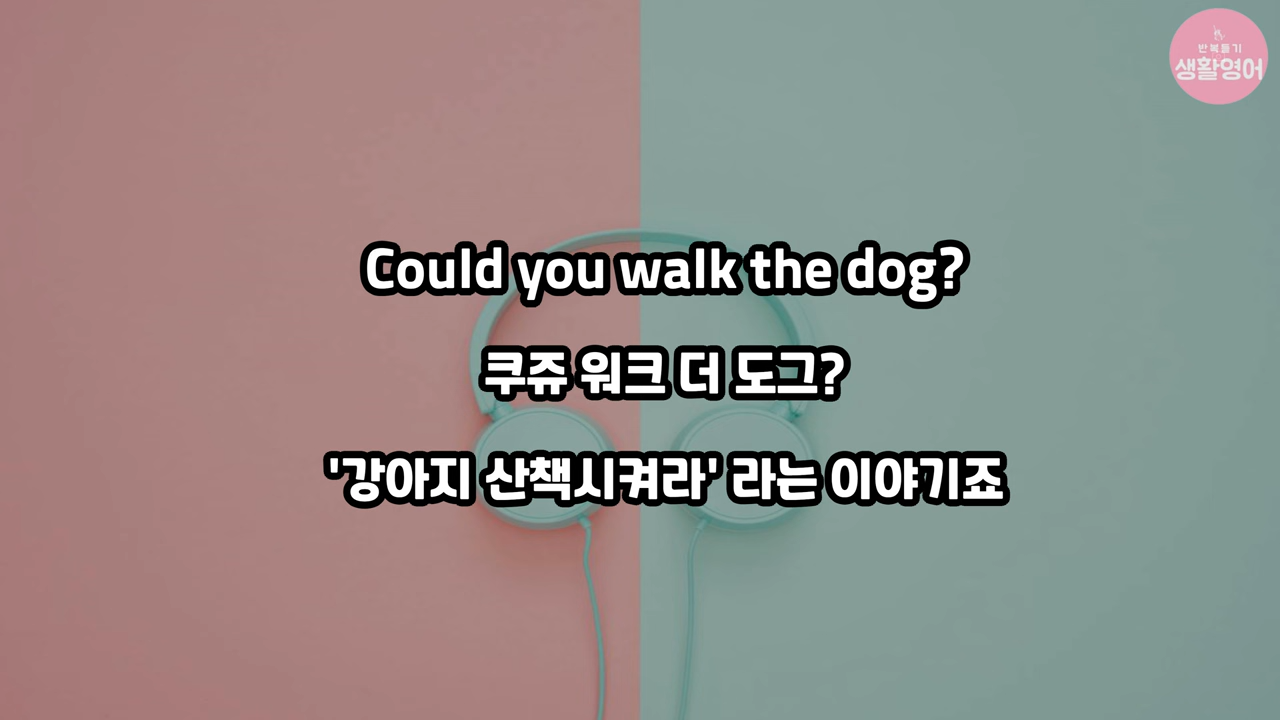 반복듣기
생활영어
Could you walk the dog?
쿠쥬 워크 더 도그?
'강아지 산책시켜라' 라는 이야기죠